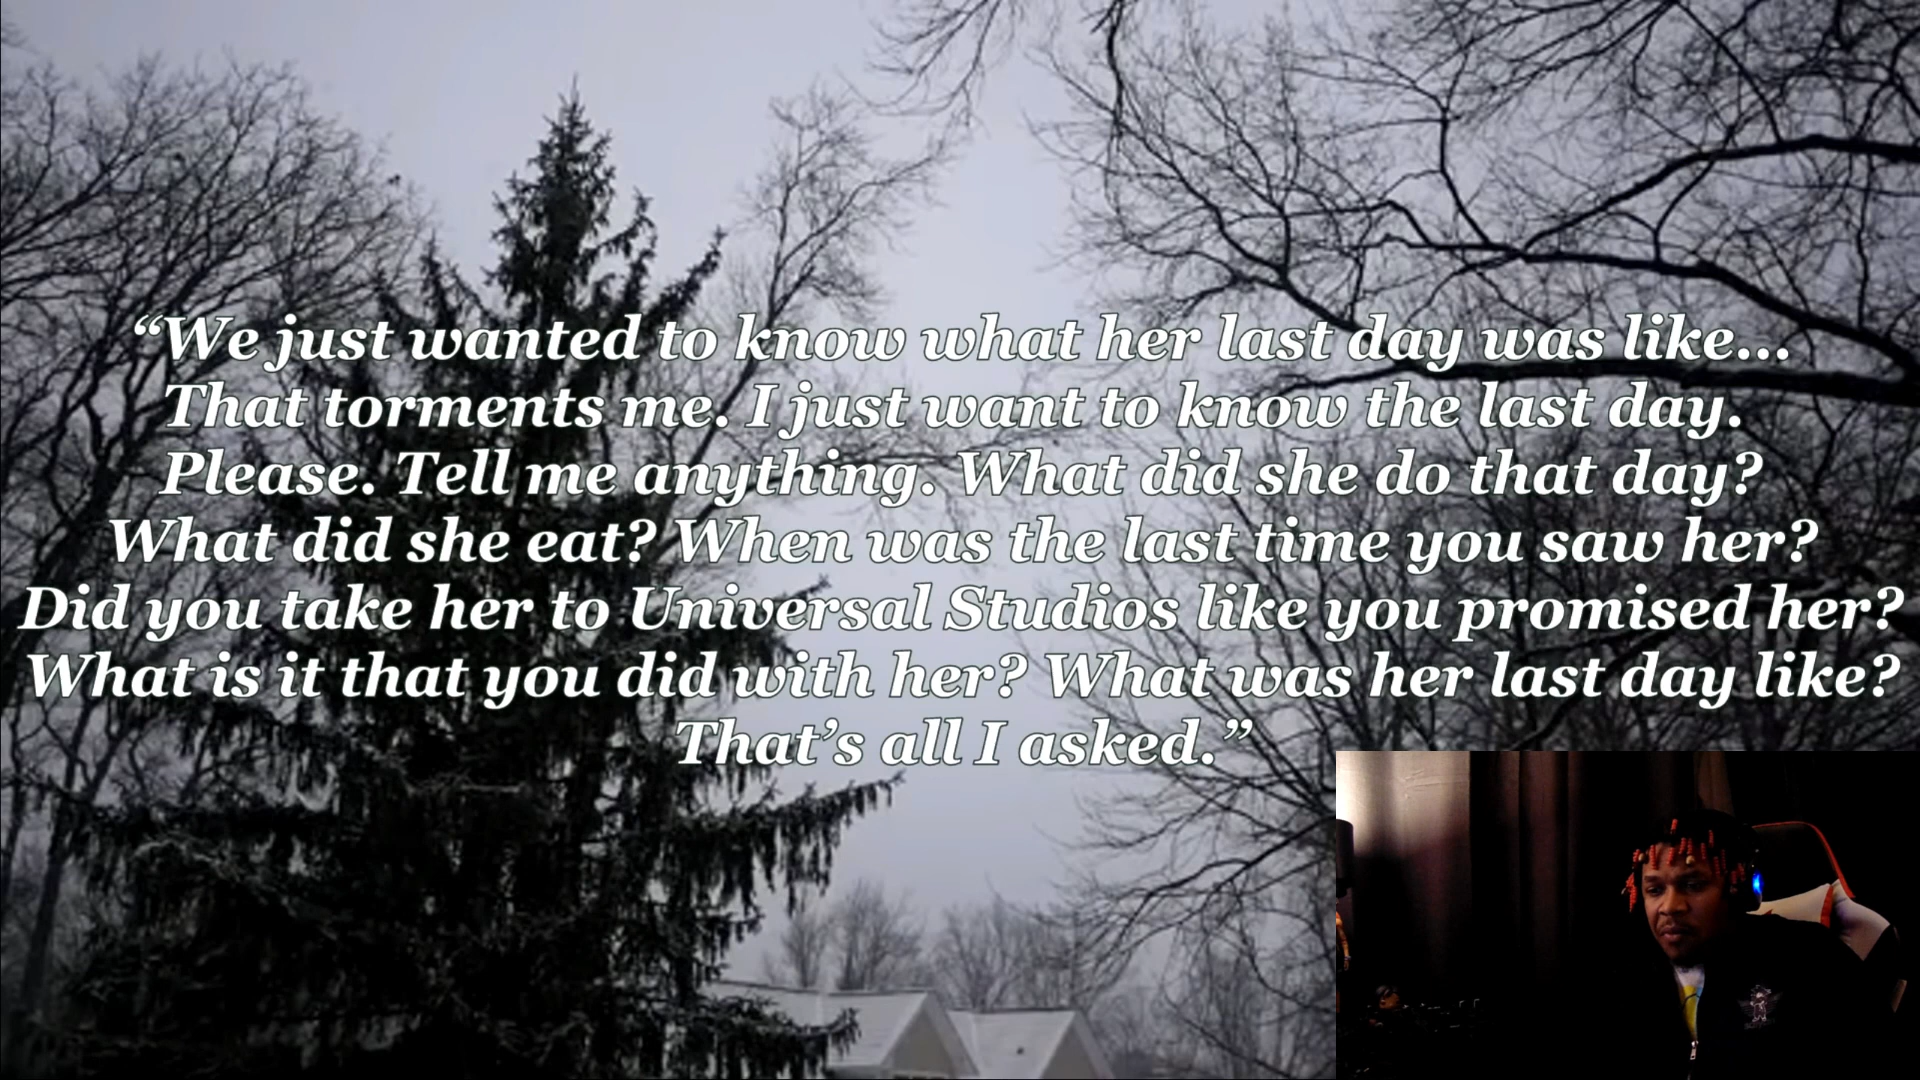 “We just wanted to know what her last day was like...
That torments me. I just want to know the last day.
Please. Tell me anything. What did she do that day?
What did she eat? When was the last time you saw her?
Did you take her to Universal Studios like you promised her?
What is it that you did with her? What was her last day like?
That’s all I asked.”